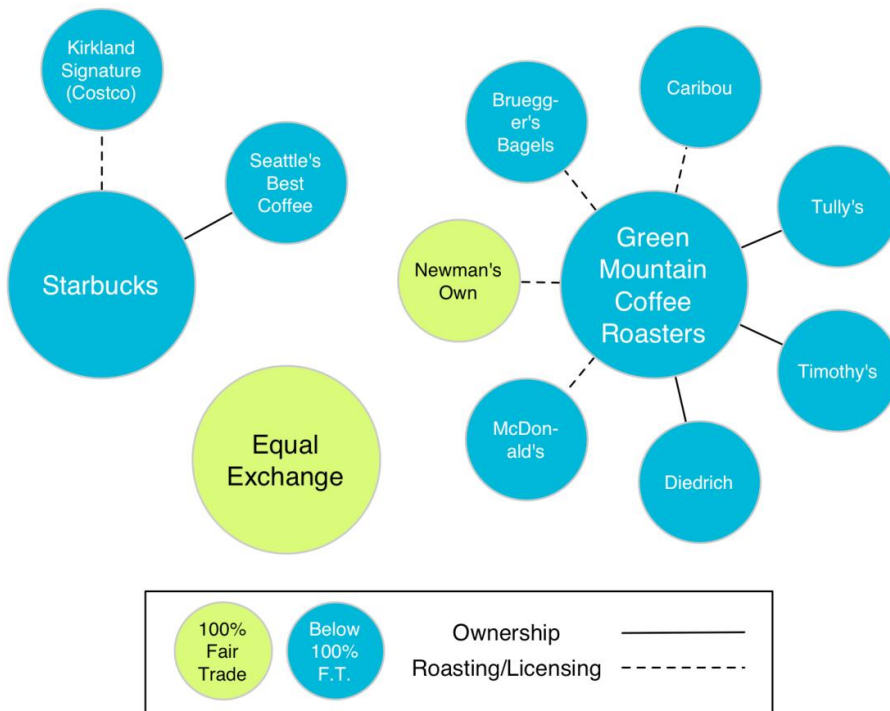 Kirkland
Signature
(Costco)
Seattle's
Best
Coffee
Starbucks
Equal
Exchange
Bruegg-
er's
Bagels
Caribou
Tully's
Newman's
Own
Green
Mountain
Coffee
Roasters
Timothy's
McDon-
ald's
Diedrich
100%
Fair
Trade
Below
100%
F.T.
Ownership
Roasting/Licensing